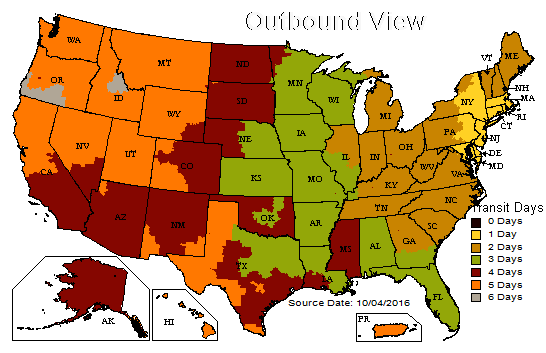 Outbound View
WA
MT
ND
MN
VT
ME
OR
ID
SD
WI
NY
NH
MA
WY
MI
RI
CT
NV
NE
IA
PA
NJ
UT
CO
IL
IN
OH
DE
CA
KS
MO
WV
VA
MD
KY
AZ
NM
OK
AR
TN
NC
Transit Days
0 Days
1 Day
2 Days
3 Days
4 Days
5 Days
6 Days
SC
TX
MS
AL
GA
LA
FL
Source Date: 10/04/2016
AK
HI
PR